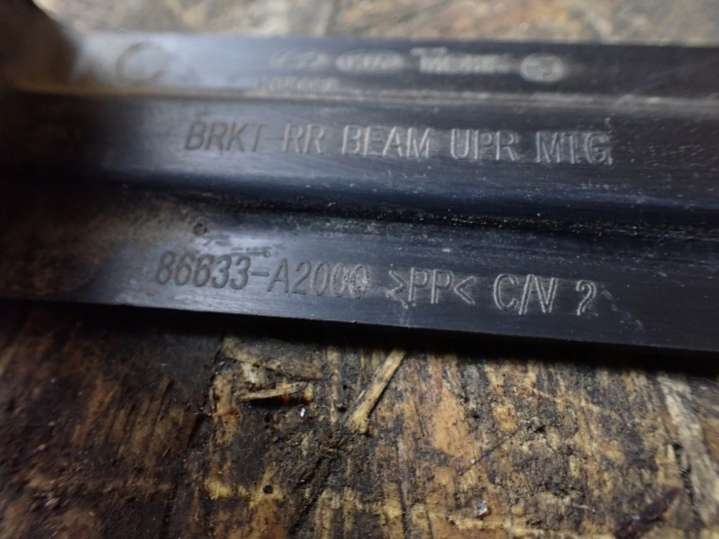 BRKT RR BEAM UPR MTG
86633-A2000 >PP< C/V 2